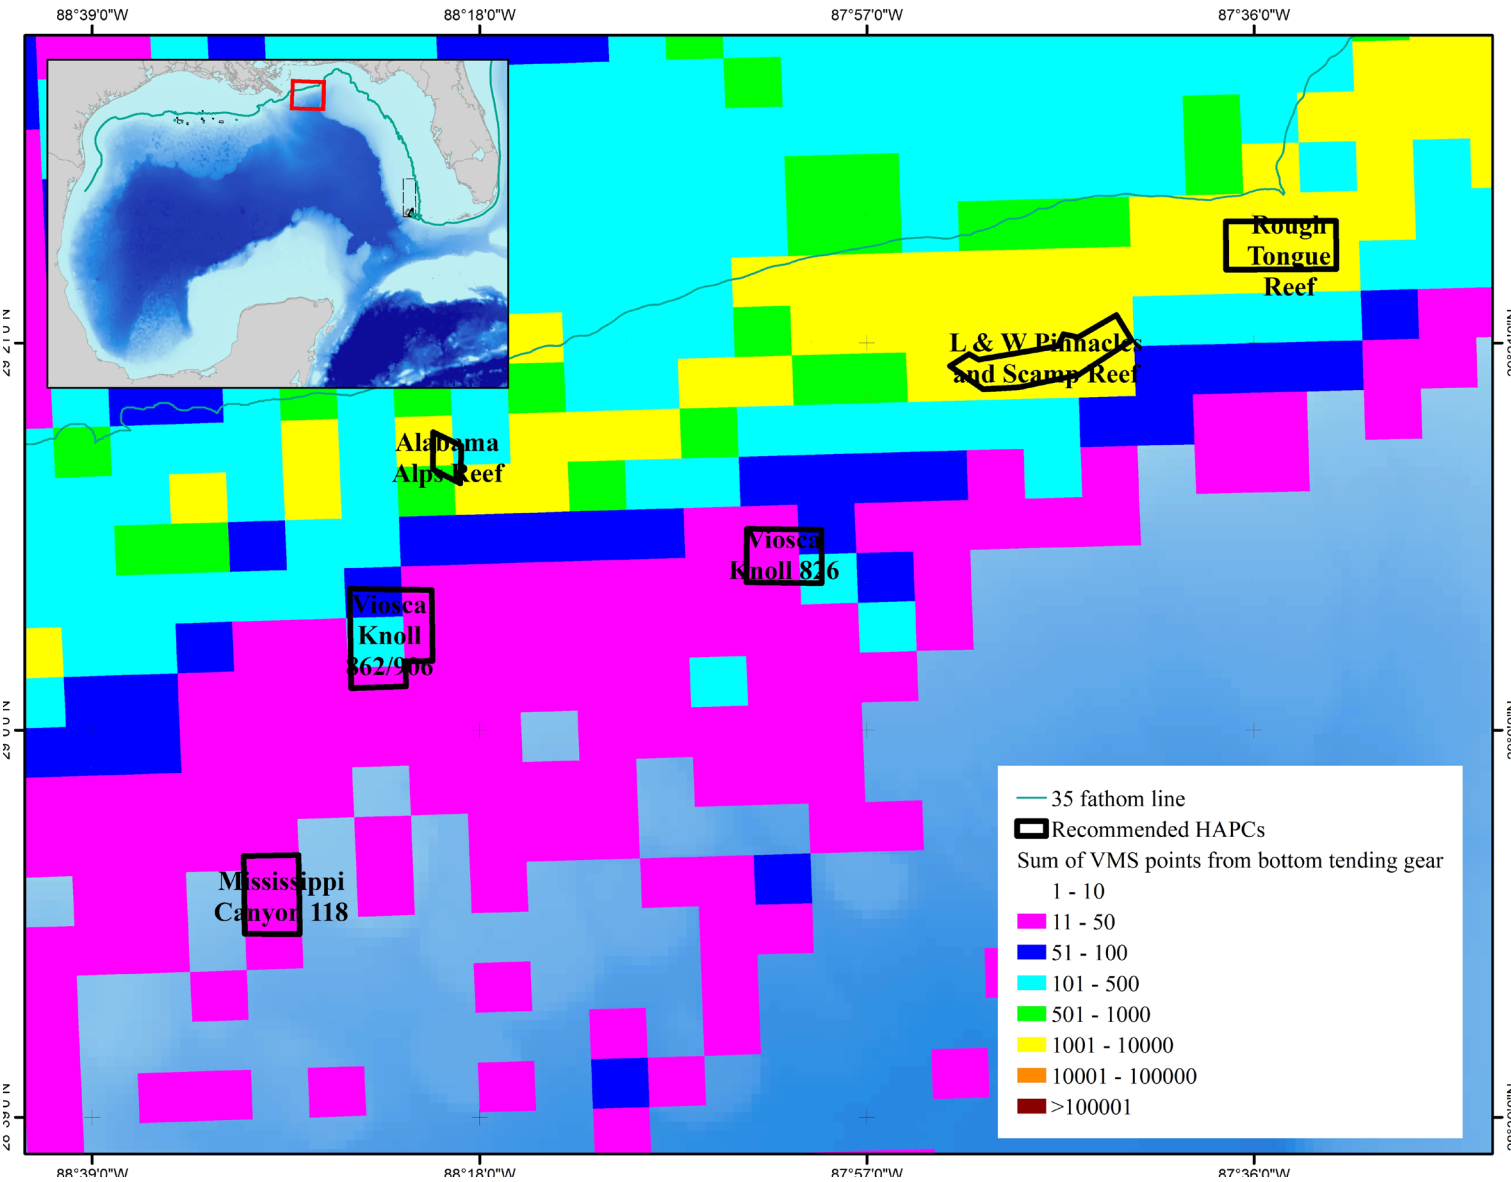 88°39'0"W 88°18'0"W 87°57'0"W 87°36'0"W
Rough
Tongue
Reef
L & W Pinnacles
and Scamp Reef
Alabama
Alps Reef
Viosca
Knoll 826
Viosca
Knoll
862/906
Mississippi
Canyon 118
35 fathom line
Recommended HAPCs
Sum of VMS points from bottom tending gear
1 - 10
11 - 50
51 - 100
101 - 500
501 - 1000
1001 - 10000
10001 - 100000
>100001
88°39'0"W 88°18'0"W 87°57'0"W 87°36'0"W